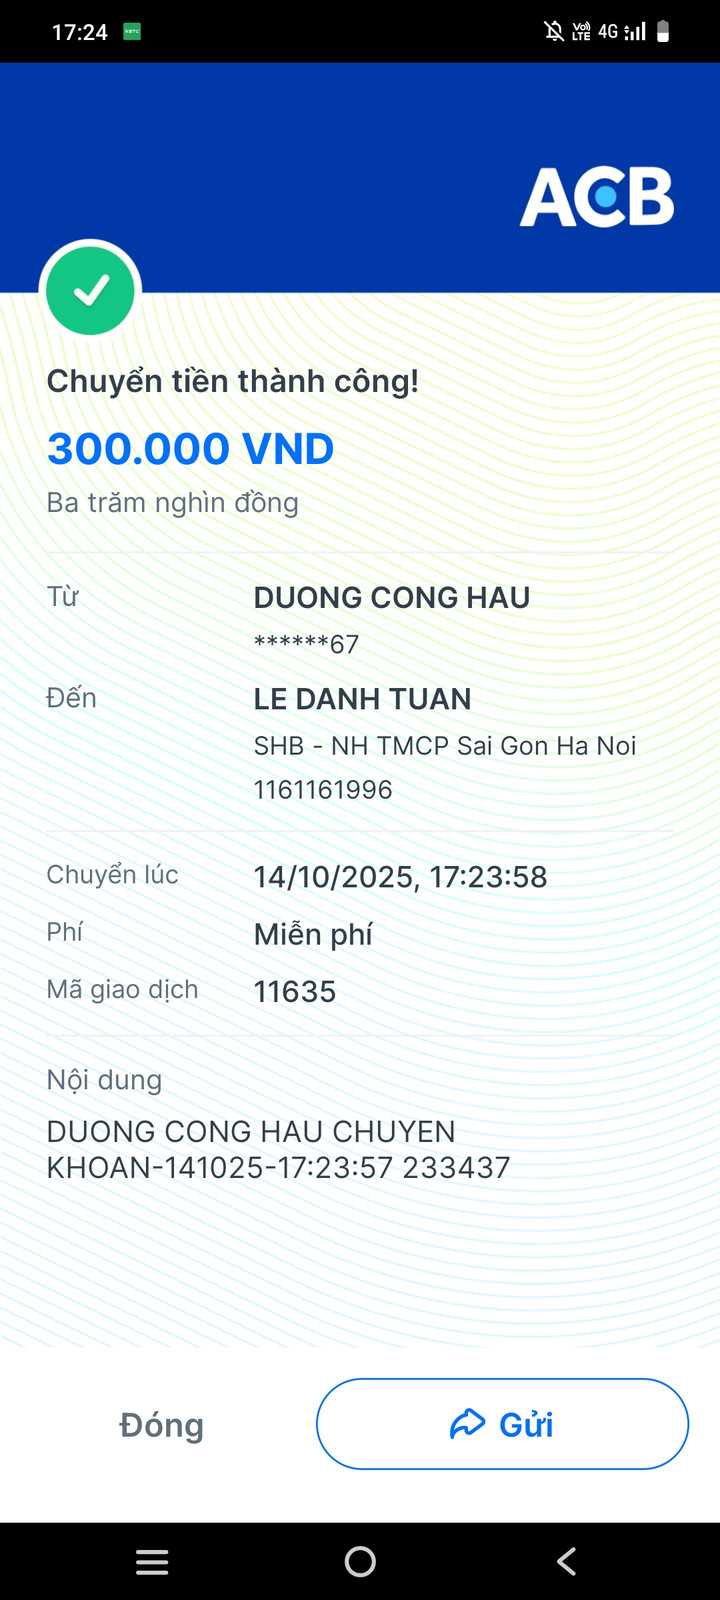 17:24
VoLTE 4G
ACB
Chuyển tiền thành công!
300.000 VND
Ba trăm nghìn đồng
Từ DUONG CONG HAU
******67
Đến LE DANH TUAN
SHB - NH TMCP Sai Gon Ha Noi
1161161996
Chuyển lúc 14/10/2025, 17:23:58
Phí Miễn phí
Mã giao dịch 11635
Nội dung
DUONG CONG HAU CHUYEN
KHOAN-141025-17:23:57 233437
Đóng Gửi